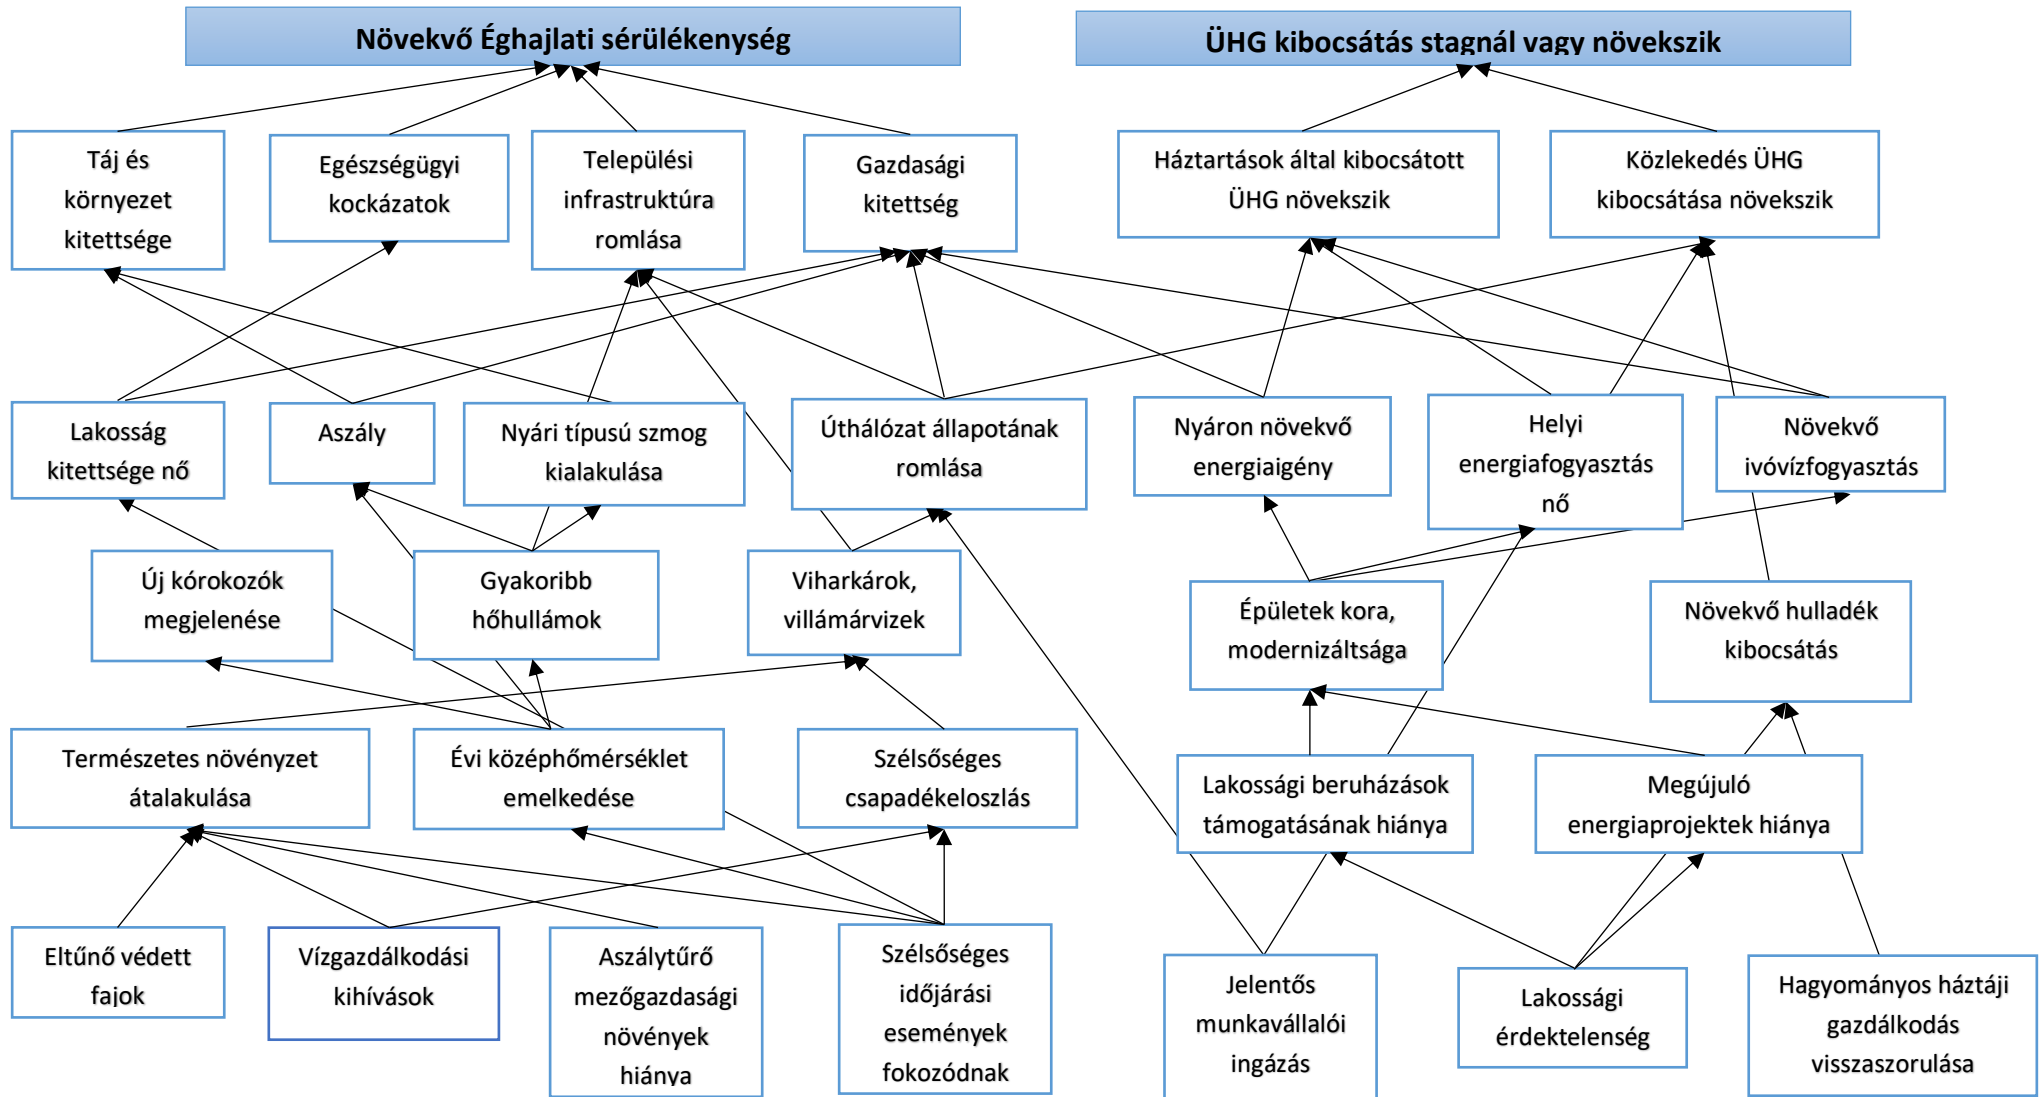 Növekvő Éghajlati sérülékenység
ÜHG kibocsátás stagnál vagy növekszik
Táj és
környezet
kitettsége
Egészségügyi
kockázatok
Települési
infrastruktúra
romlása
Gazdasági
kitettség
Háztartások által kibocsátott
ÜHG növekszik
Közlekedés ÜHG
kibocsátása növekszik
Lakosság
kitettsége nő
Aszály
Nyári típusú szmog
kialakulása
Úthálózat állapotának
romlása
Nyáron növekvő
energiaigény
Helyi
energiafogyasztás
nő
Növekvő
ivóvízfogyasztás
Új kórokozók
megjelenése
Gyakoribb
hőhullámok
Viharkárok,
villámárvizek
Épületek kora,
modernizáltsága
Növekvő hulladék
kibocsátás
Természetes növényzet
átalakulása
Évi középhőmérséklet
emelkedése
Szélsőséges
csapadékeloszlás
Lakossági beruházások
támogatásának hiánya
Megújuló
energiaprojektek hiánya
Eltűnő védett
fajok
Vízgazdálkodási
kihívások
Aszálytűrő
mezőgazdasági
növények
hiánya
Szélsőséges
időjárási
események
fokozódnak
Jelentős
munkavállalói
ingázás
Lakossági
érdektelenség
Hagyományos háztáji
gazdálkodás
visszaszorulása